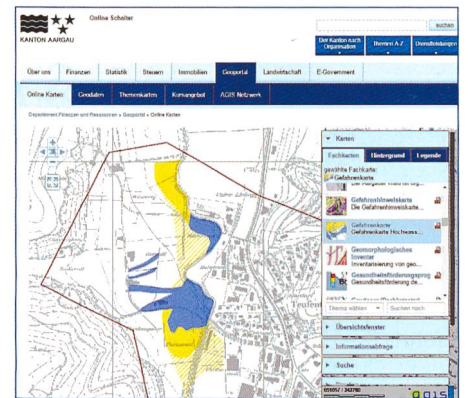 Online Schalter
suchen
KANTON AARGAU
Der Kanton nach Organisation
Themen A-Z
Dienstleistungen
Über uns Finanzen Statistik Steuern Immobilien Geoportal Landwirtschaft E-Government
Online Karten Geodaten Themenkarten Kursangebot AGIS Netzwerk
Departement Finanzen und Ressourcen » Geoportal » Online Karten
Karten
Fachkarten Hintergrund Legende
gewählte Fachkarte:
Gefahrenkarte
Gefahrenhinweiskarte
Die Gefahrenhinweiskarte...
Gefahrenkarte
Gefahrenkarte Hochwass...
Geomorphologisches
Inventar
Inventarisierung von geo...
Gesundheitsförderungsprog
Gesundheitsförderung de...
Thema wählen Suchen nach
Übersichtsfenster
Informationsabfrage
Suche
Teufent